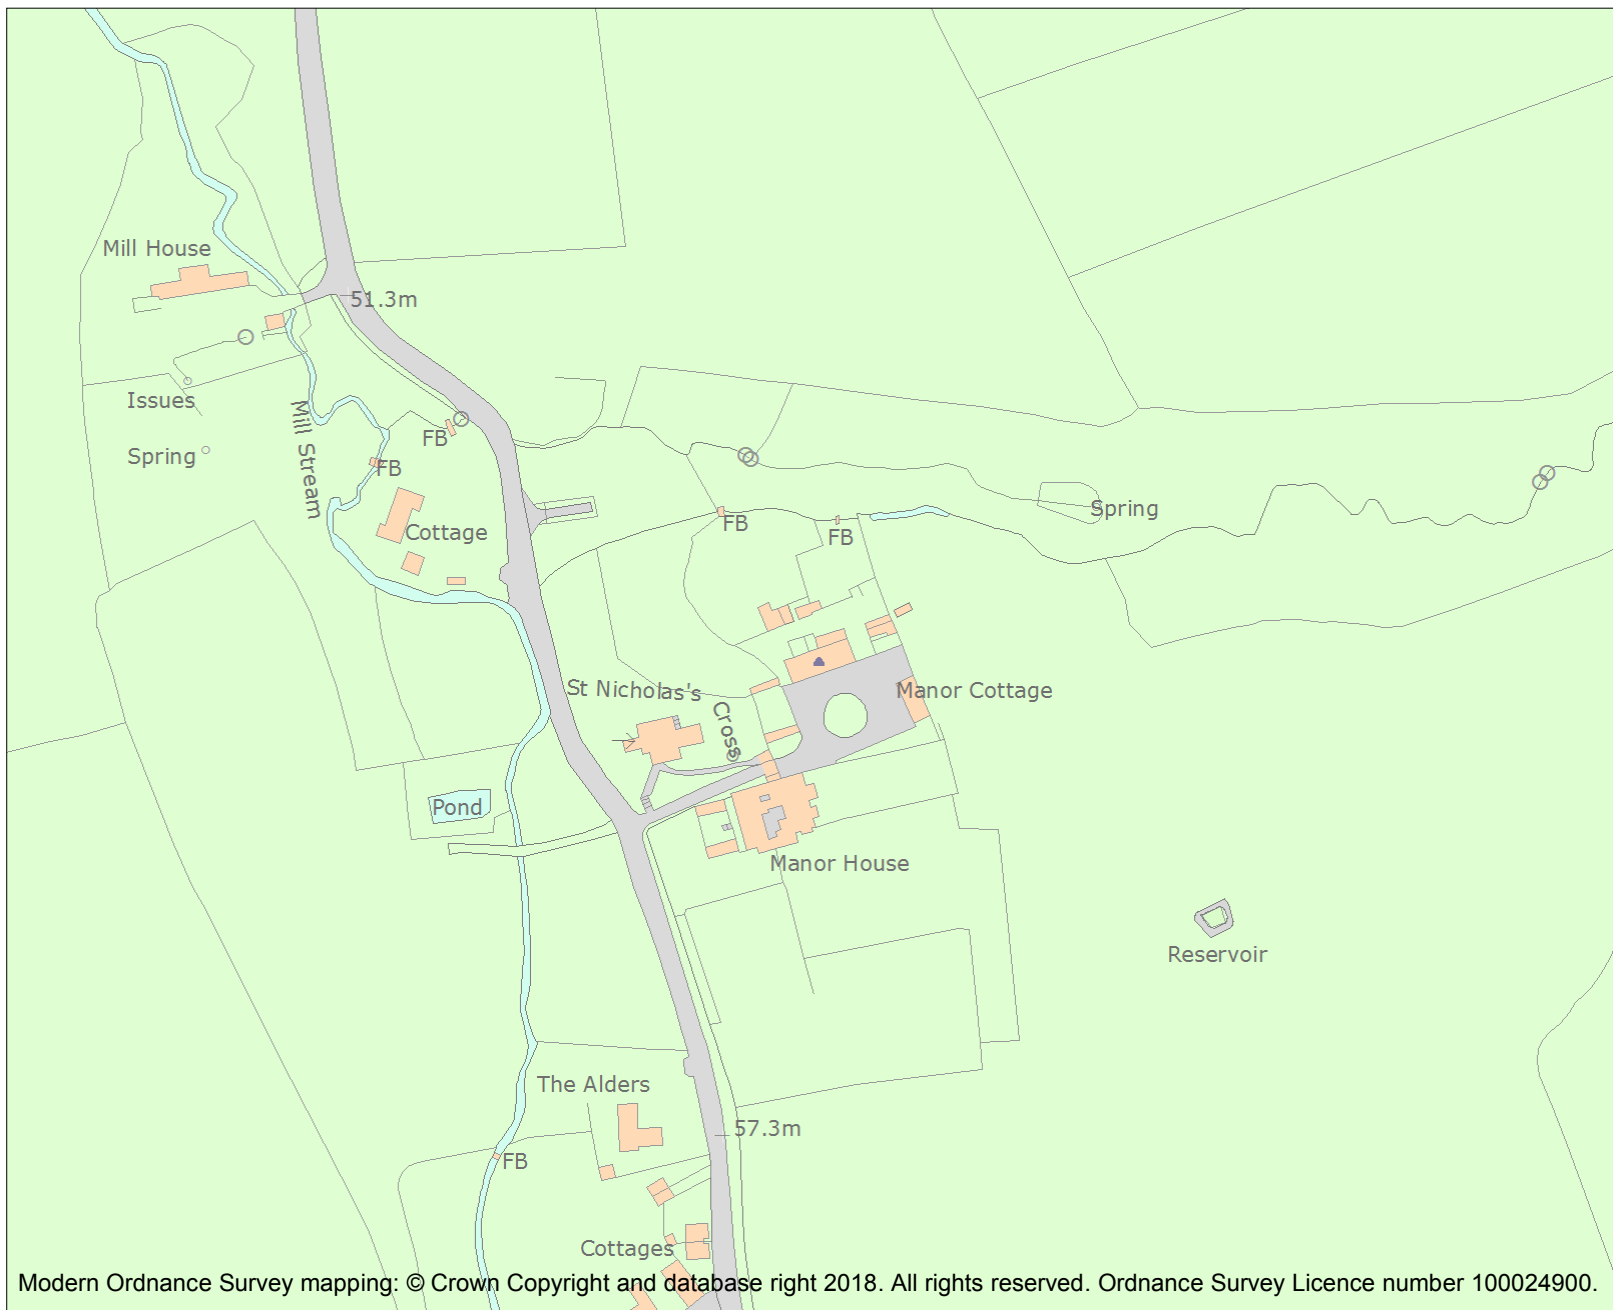 Mill House
51.3m
Issues
Mill Stream
FB
Spring
FB
Spring
FB
Cottage
FB
St Nicholas's
Manor Cottage
Cross
Pond
Manor House
Reservoir
The Alders
57.3m
FB
Cottages
Modern Ordnance Survey mapping: © Crown Copyright and database right 2018. All rights reserved. Ordnance Survey Licence number 100024900.